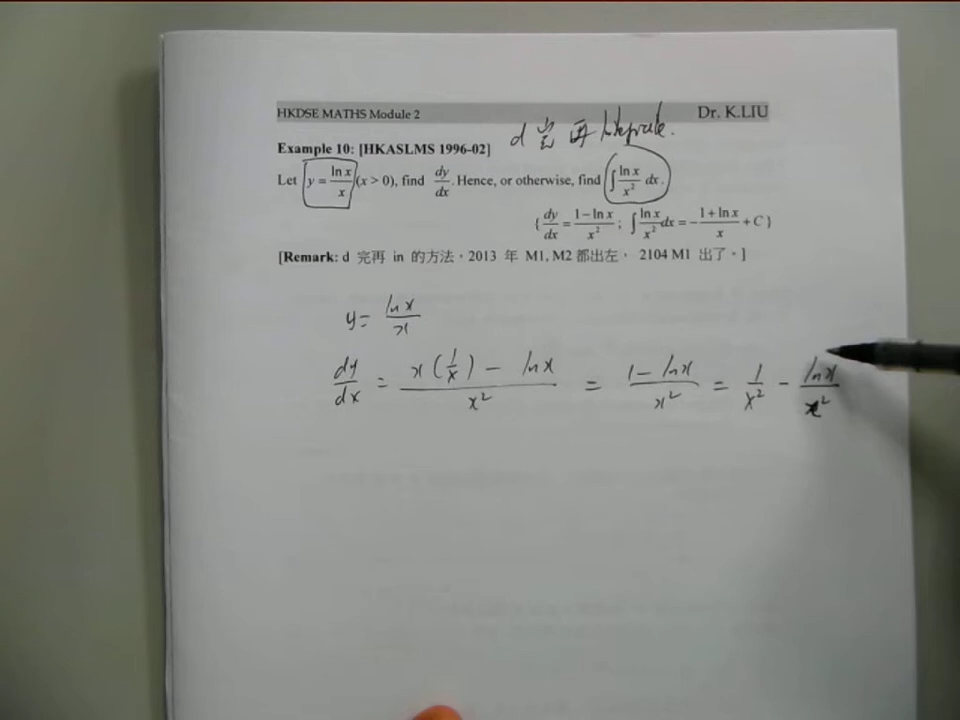 HKDSE MATHS Module 2 Dr. K.LIU
d 完 再 integrate.
Example 10: [HKASLMS 1996-02]
Let y = ln x / x (x > 0), find dy/dx. Hence, or otherwise, find ∫ ln x / x² dx.
{ dy/dx = 1 − ln x / x² ; ∫ ln x / x² dx = − 1 + ln x / x + C }
[Remark: d 完再 in 的方法，2013 年 M1, M2 都出左， 2104 M1 出了。]
y = ln x / x
dy/dx = x(1/x) − ln x / x² = 1 − ln x / x² = 1/x² − ln x / x²